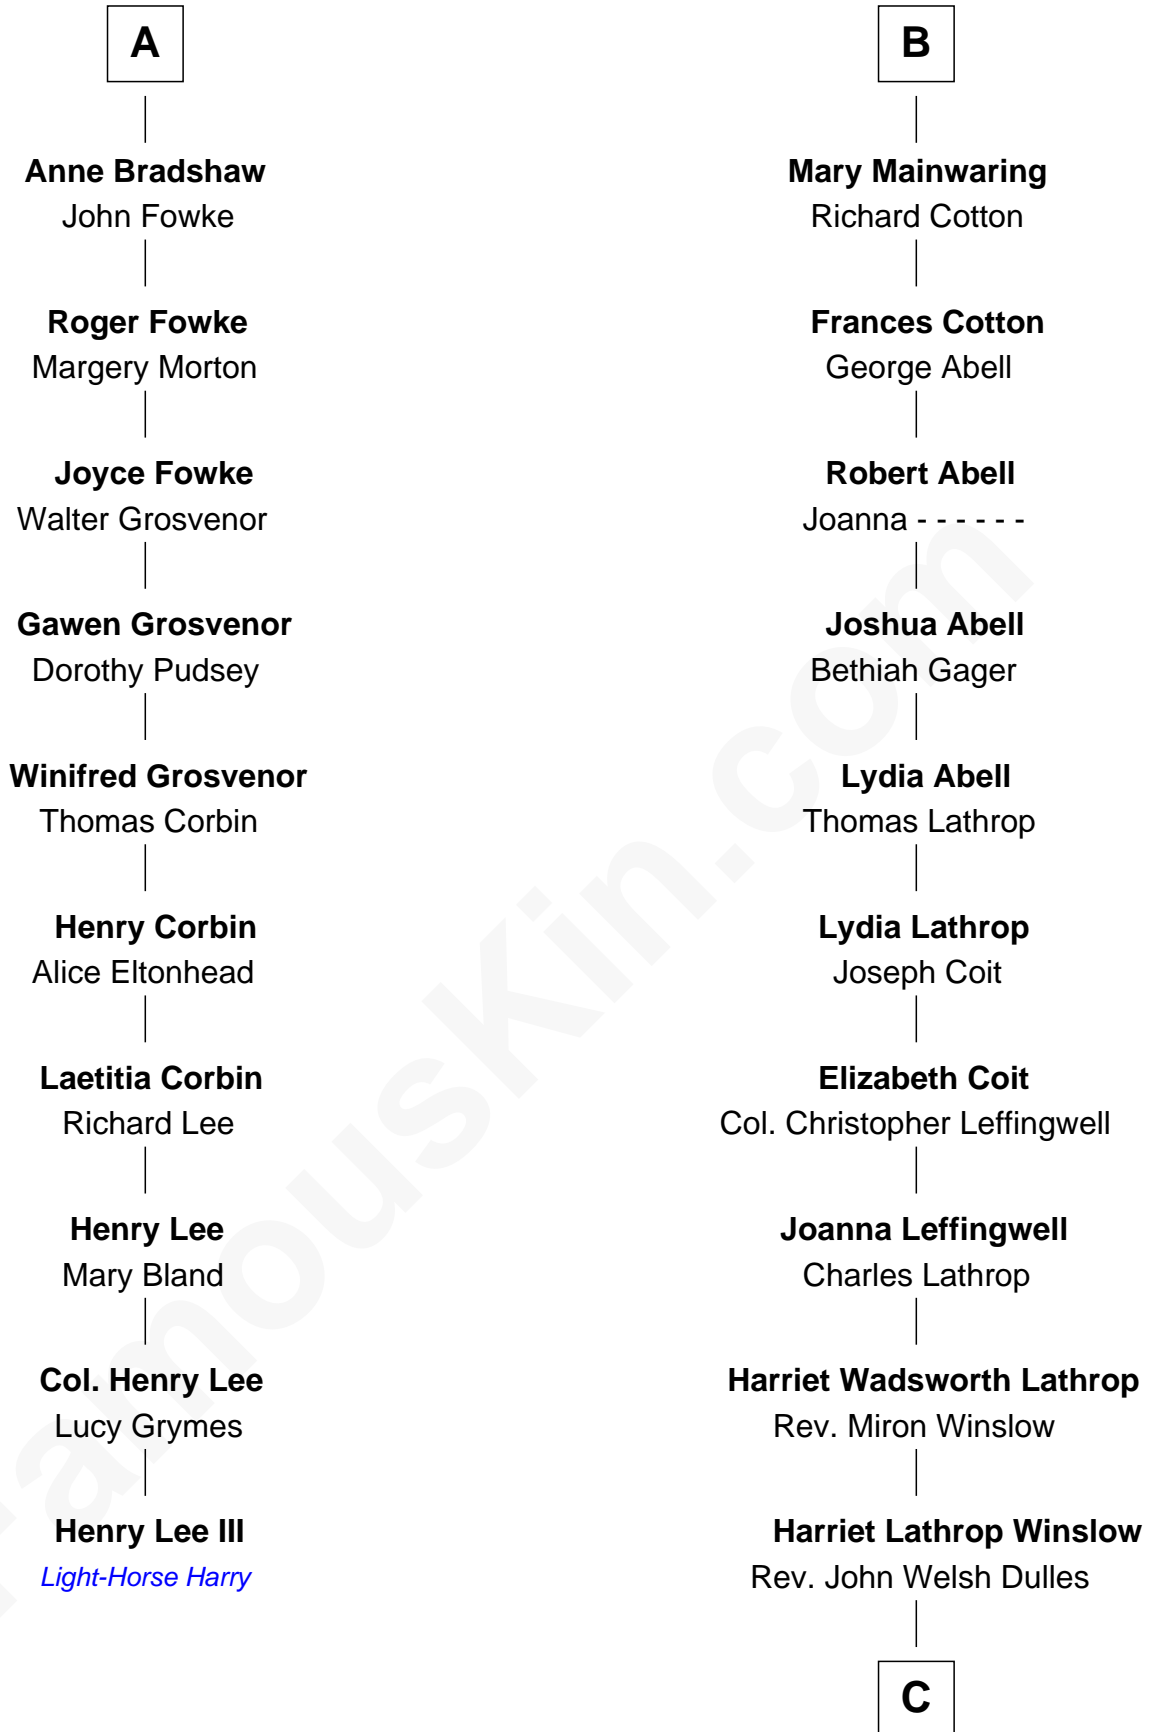 A
Anne Bradshaw
John Fowke
Roger Fowke
Margery Morton
Joyce Fowke
Walter Grosvenor
Gawen Grosvenor
Dorothy Pudsey
Winifred Grosvenor
Thomas Corbin
Henry Corbin
Alice Eltonhead
Laetitia Corbin
Richard Lee
Henry Lee
Mary Bland
Col. Henry Lee
Lucy Grymes
Henry Lee III
Light-Horse Harry
B
Mary Mainwaring
Richard Cotton
Frances Cotton
George Abell
Robert Abell
Joanna - - - - - -
Joshua Abell
Bethiah Gager
Lydia Abell
Thomas Lathrop
Lydia Lathrop
Joseph Coit
Elizabeth Coit
Col. Christopher Leffingwell
Joanna Leffingwell
Charles Lathrop
Harriet Wadsworth Lathrop
Rev. Miron Winslow
Harriet Lathrop Winslow
Rev. John Welsh Dulles
C
FamousKin.com